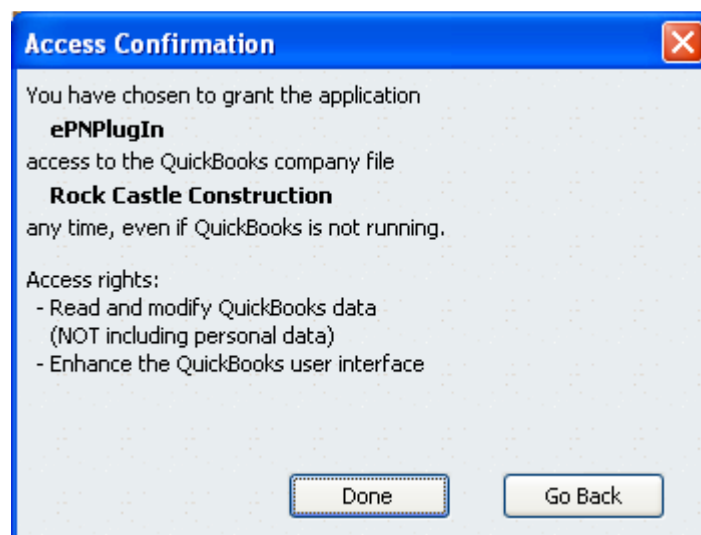 Access Confirmation
You have chosen to grant the application
ePNPlugIn
access to the QuickBooks company file
Rock Castle Construction
any time, even if QuickBooks is not running.
Access rights:
- Read and modify QuickBooks data
(NOT including personal data)
- Enhance the QuickBooks user interface
Done Go Back